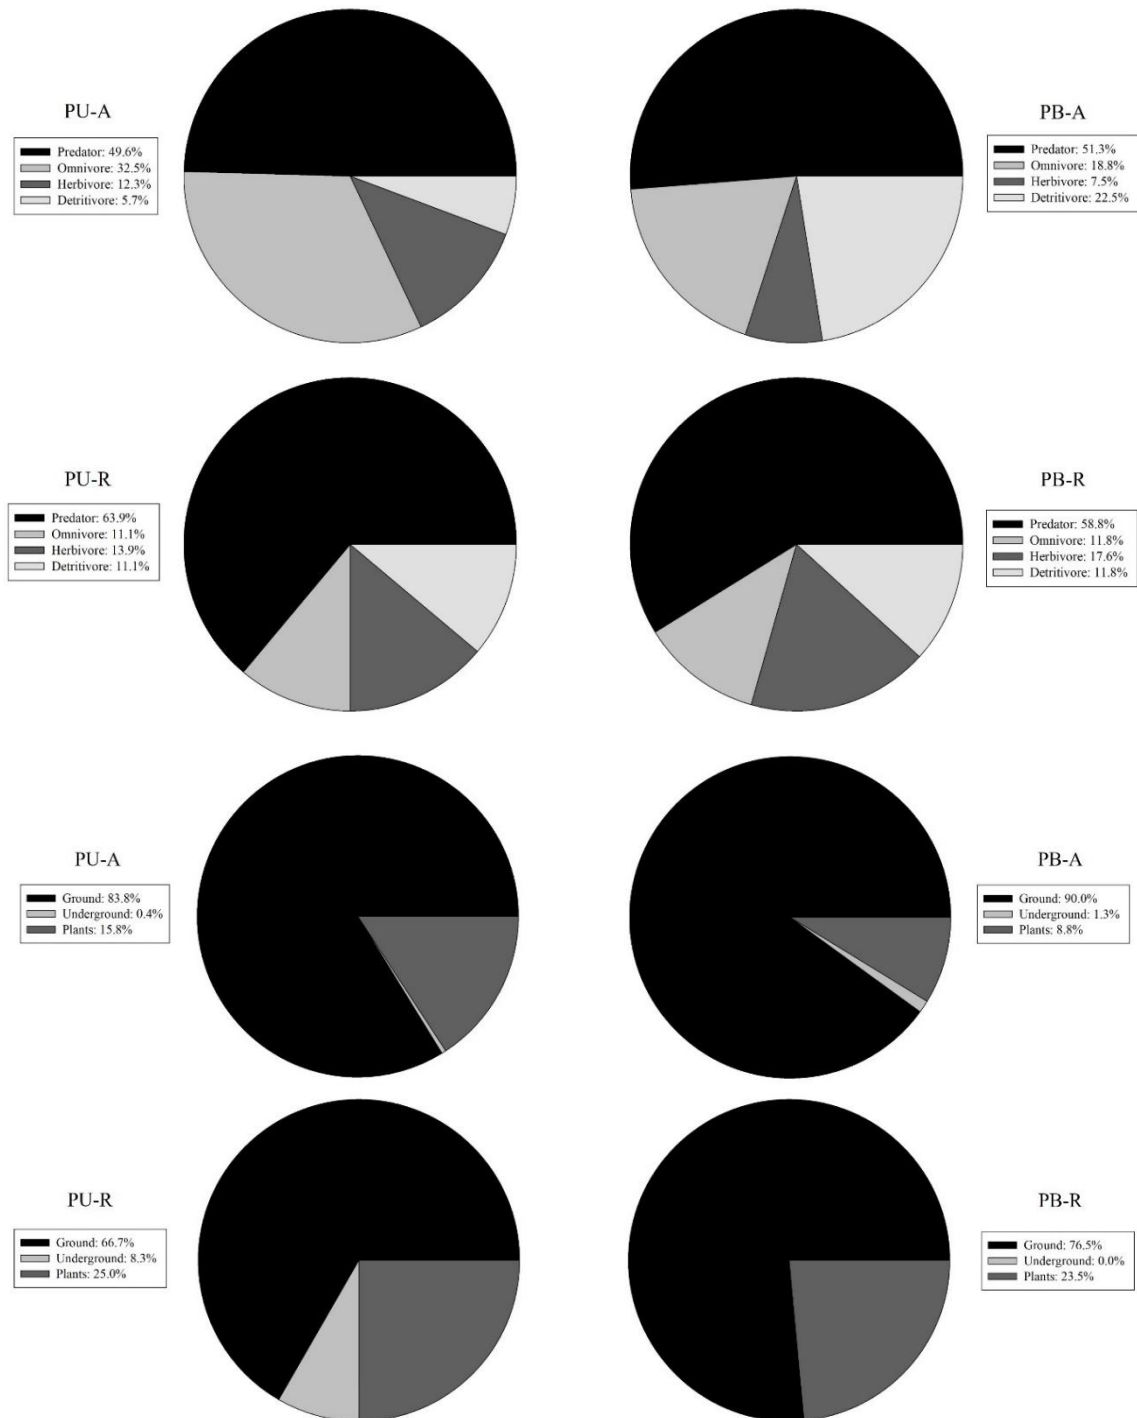 PU-A
Predator: 49.6%
Omnivore: 32.5%
Herbivore: 12.3%
Detritivore: 5.7%
PB-A
Predator: 51.3%
Omnivore: 18.8%
Herbivore: 7.5%
Detritivore: 22.5%
PU-R
Predator: 63.9%
Omnivore: 11.1%
Herbivore: 13.9%
Detritivore: 11.1%
PB-R
Predator: 58.8%
Omnivore: 11.8%
Herbivore: 17.6%
Detritivore: 11.8%
PU-A
Ground: 83.8%
Underground: 0.4%
Plants: 15.8%
PB-A
Ground: 90.0%
Underground: 1.3%
Plants: 8.8%
PU-R
Ground: 66.7%
Underground: 8.3%
Plants: 25.0%
PB-R
Ground: 76.5%
Underground: 0.0%
Plants: 23.5%